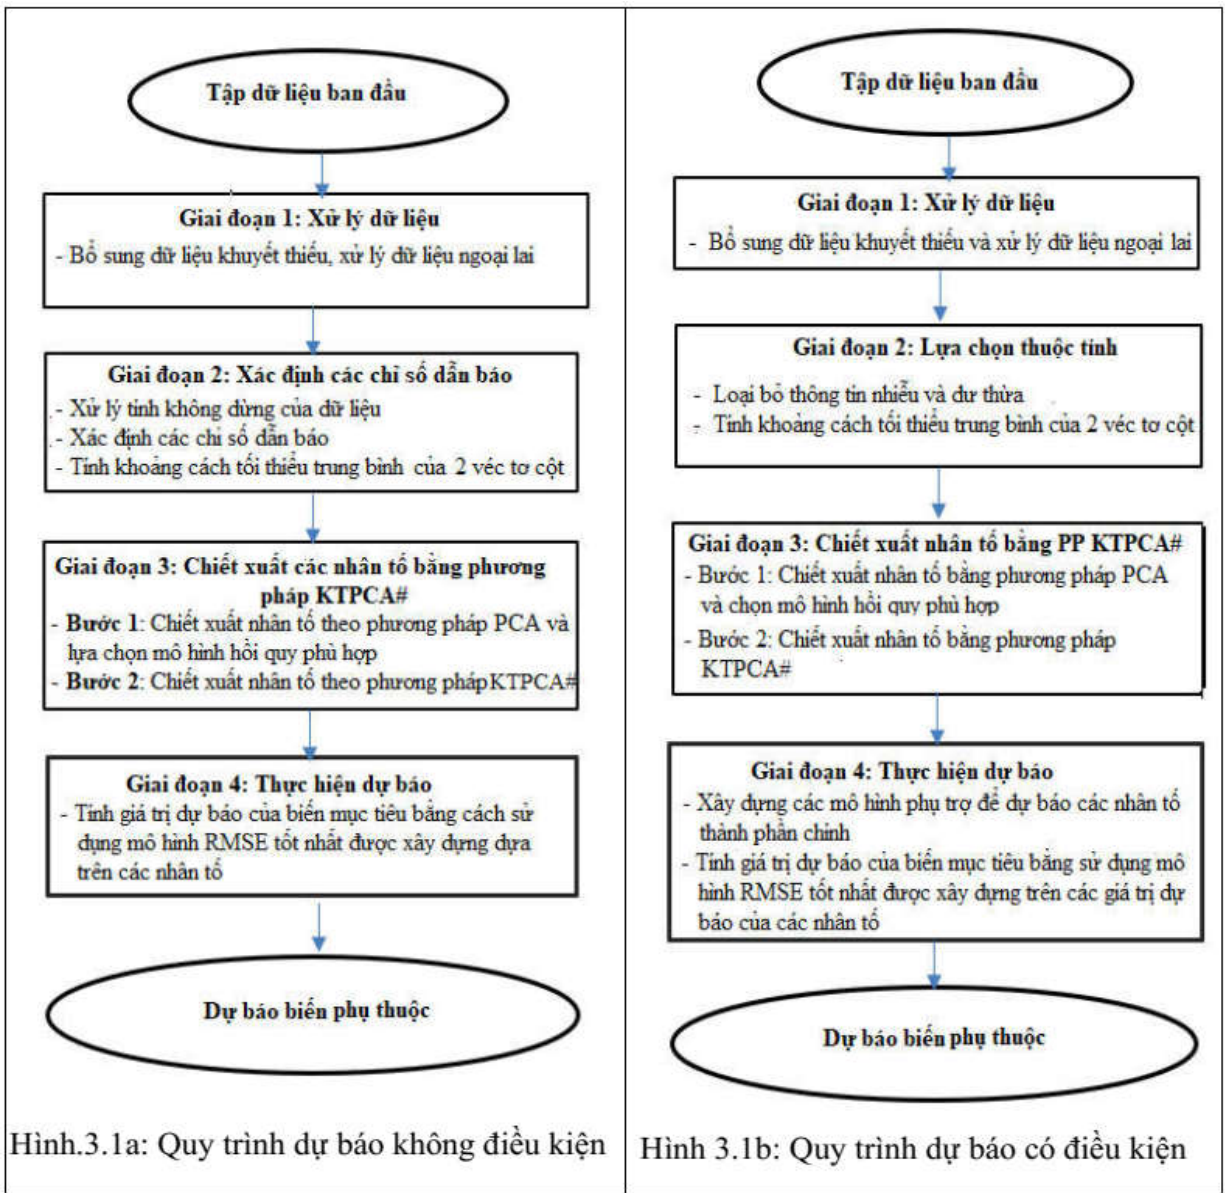 Tập dữ liệu ban đầu
Giai đoạn 1: Xử lý dữ liệu
- Bổ sung dữ liệu khuyết thiếu, xử lý dữ liệu ngoại lai
Giai đoạn 2: Xác định các chỉ số dẫn báo
- Xử lý tính không dừng của dữ liệu
- Xác định các chỉ số dẫn báo
- Tính khoảng cách tối thiểu trung bình của 2 véc tơ cột
Giai đoạn 3: Chiết xuất các nhân tố bằng phương
pháp KTPCA#
- Bước 1: Chiết xuất nhân tố theo phương pháp PCA và
lựa chọn mô hình hồi quy phù hợp
- Bước 2: Chiết xuất nhân tố theo phương pháp KTPCA#
Giai đoạn 4: Thực hiện dự báo
- Tính giá trị dự báo của biến mục tiêu bằng cách sử
dụng mô hình RMSE tốt nhất được xây dựng dựa
trên các nhân tố
Dự báo biến phụ thuộc
Hình.3.1a: Quy trình dự báo không điều kiện
Tập dữ liệu ban đầu
Giai đoạn 1: Xử lý dữ liệu
- Bổ sung dữ liệu khuyết thiếu và xử lý dữ liệu ngoại lai
Giai đoạn 2: Lựa chọn thuộc tính
- Loại bỏ thông tin nhiễu và dư thừa
- Tính khoảng cách tối thiểu trung bình của 2 véc tơ cột
Giai đoạn 3: Chiết xuất nhân tố bằng PP KTPCA#
- Bước 1: Chiết xuất nhân tố bằng phương pháp PCA
và chọn mô hình hồi quy phù hợp
- Bước 2: Chiết xuất nhân tố bằng phương pháp
KTPCA#
Giai đoạn 4: Thực hiện dự báo
- Xây dựng các mô hình phụ trợ để dự báo các nhân tố
thành phần chính
- Tính giá trị dự báo của biến mục tiêu bằng sử dụng mô
hình RMSE tốt nhất được xây dựng trên các giá trị dự
báo của các nhân tố
Dự báo biến phụ thuộc
Hình 3.1b: Quy trình dự báo có điều kiện